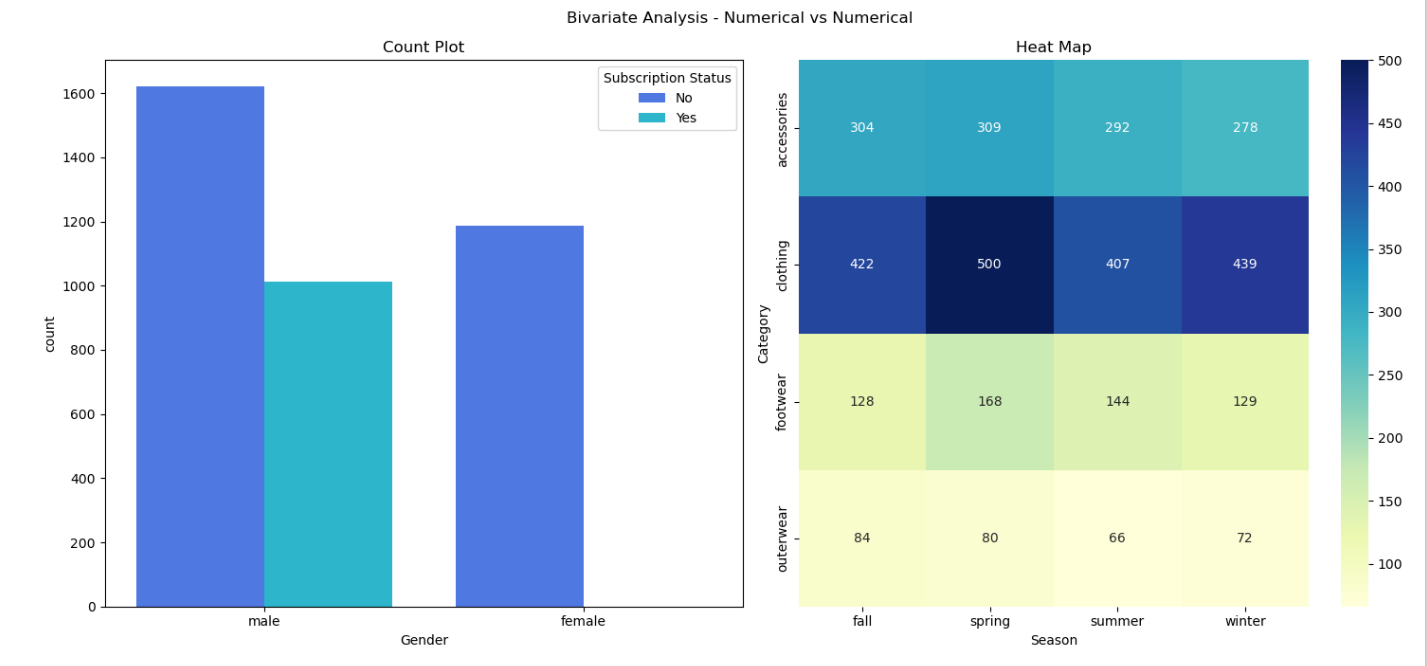 Bivariate Analysis - Numerical vs Numerical
Count Plot
count
1600
1400
1200
1000
800
600
400
200
0
male
female
Gender
Subscription Status
No
Yes
Heat Map
Category
accessories
304 309 292 278
clothing
422 500 407 439
footwear
128 168 144 129
outerwear
84 80 66 72
fall spring summer winter
Season
500
450
400
350
300
250
200
150
100